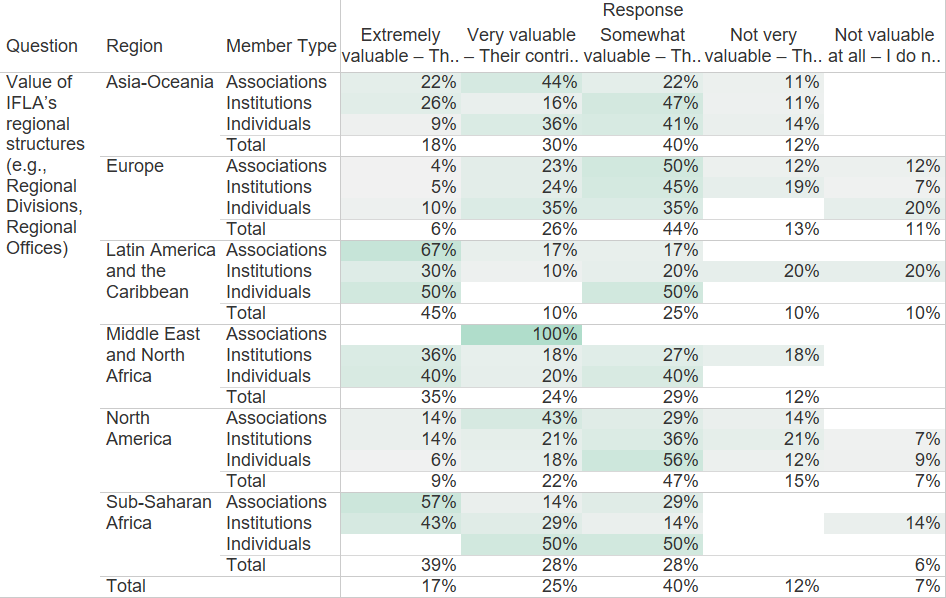 Response
Question Region Member Type Extremely valuable – Th.. Very valuable – Their contri.. Somewhat valuable – Th.. Not very valuable – Th.. Not valuable at all – I do n..
Value of Asia-Oceania Associations 22% 44% 22% 11%
IFLA's Institutions 26% 16% 47% 11%
regional Individuals 9% 36% 41% 14%
structures Total 18% 30% 40% 12%
(e.g., Europe Associations 4% 23% 50% 12% 12%
Regional Institutions 5% 24% 45% 19% 7%
Divisions, Individuals 10% 35% 35% 20%
Regional Total 6% 26% 44% 13% 11%
Offices) Latin America Associations 67% 17% 17%
and the Institutions 30% 10% 20% 20% 20%
Caribbean Individuals 50% 50%
Total 45% 10% 25% 10% 10%
Middle East Associations 100%
and North Institutions 36% 18% 27% 18%
Africa Individuals 40% 20% 40%
Total 35% 24% 29% 12%
North Associations 14% 43% 29% 14%
America Institutions 14% 21% 36% 21% 7%
Individuals 6% 18% 56% 12% 9%
Total 9% 22% 47% 15% 7%
Sub-Saharan Associations 57% 14% 29%
Africa Institutions 43% 29% 14% 14%
Individuals 50% 50%
Total 39% 28% 28% 6%
Total 17% 25% 40% 12% 7%